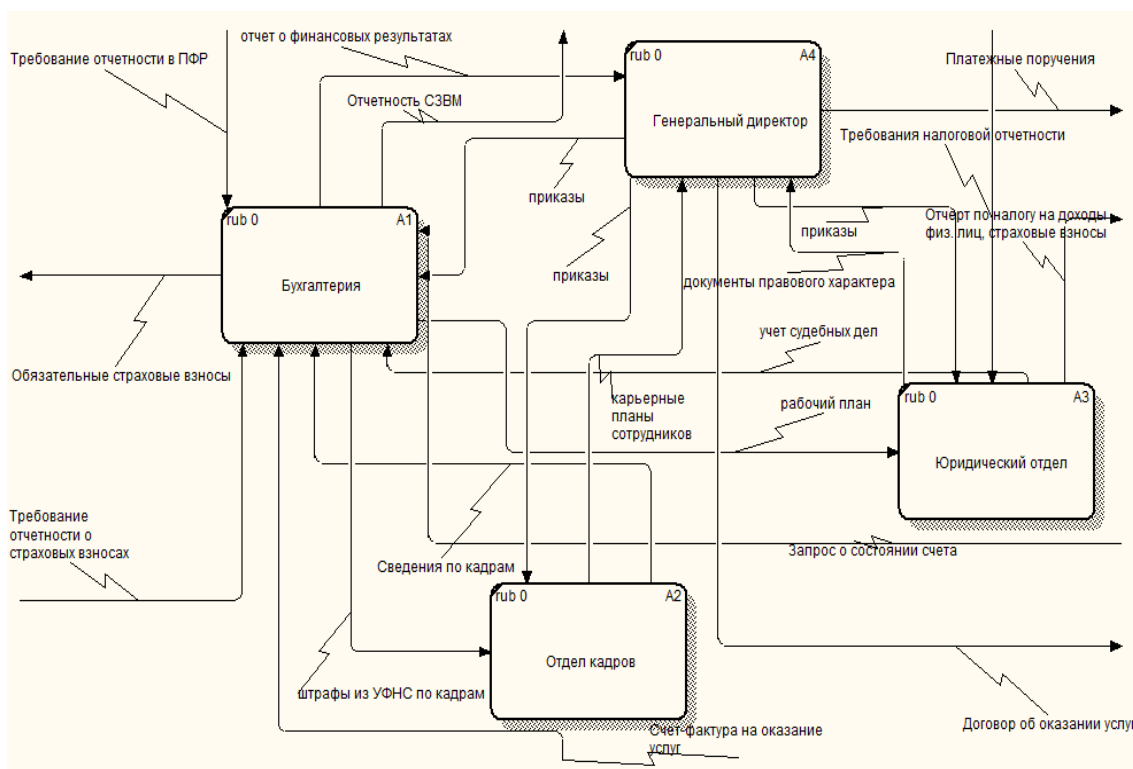 отчет о финансовых результатах
Требование отчетности в ПФР
rub 0 A4
Генеральный директор
Платежные поручения
Отчетность СЗВМ
Требования налоговой отчетности
приказы
rub 0 A1
Бухгалтерия
приказы
приказы
Отчёрт по налогу на доходы
физ. лиц, страховые взносы
документы правового характера
учет судебных дел
Обязательные страховые взносы
карьерные
планы
сотрудников
рабочий план
rub 0 A3
Юридический отдел
Требование
отчетности о
страховых взносах
Запрос о состоянии счета
Сведения по кадрам
rub 0 A2
Отдел кадров
штрафы из УФНС по кадрам
Счет-фактура на оказание
услуг
Договор об оказании услуг